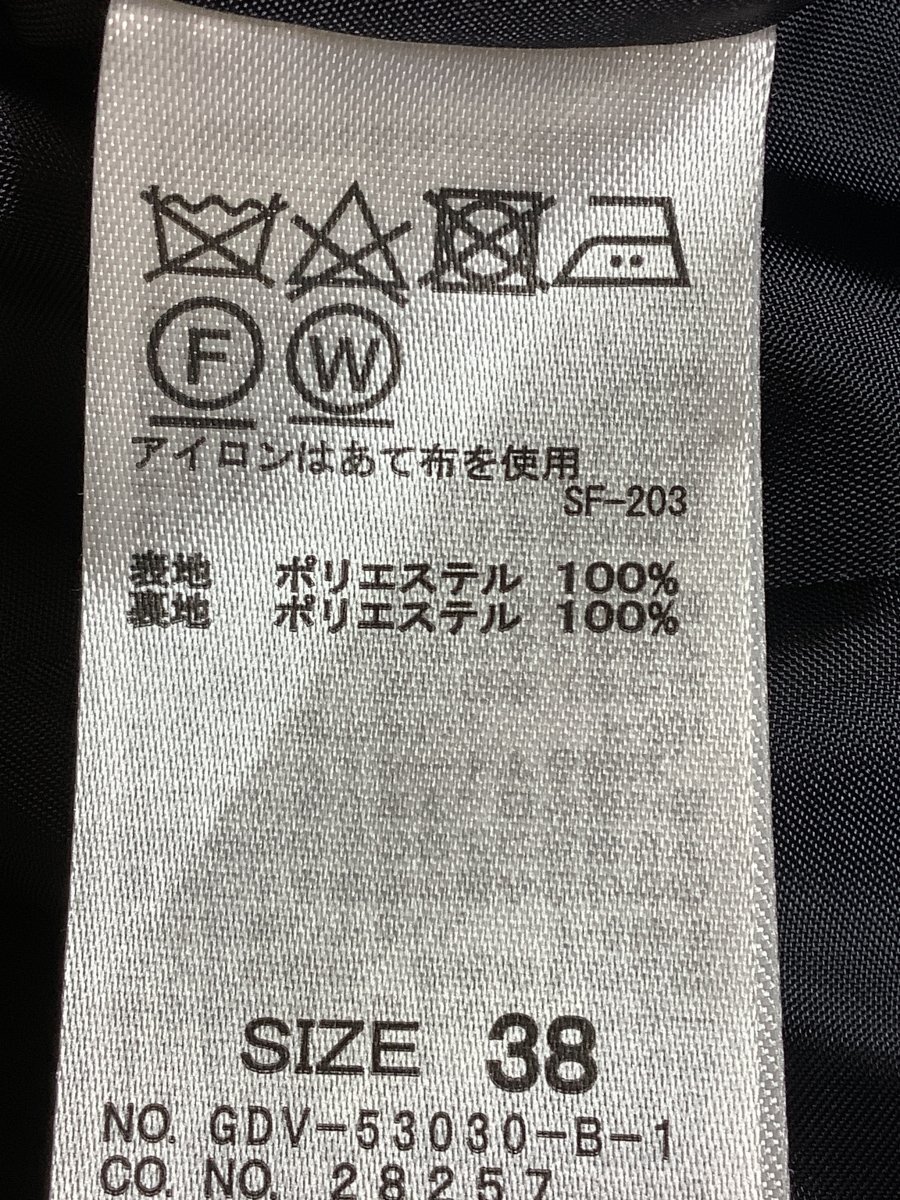 F W
アイロンはあて布を使用
SF-203
表地 ポリエステル 100%
裏地 ポリエステル 100%
SIZE 38
NO. GDV-53030-B-1
CO. NO. 28257